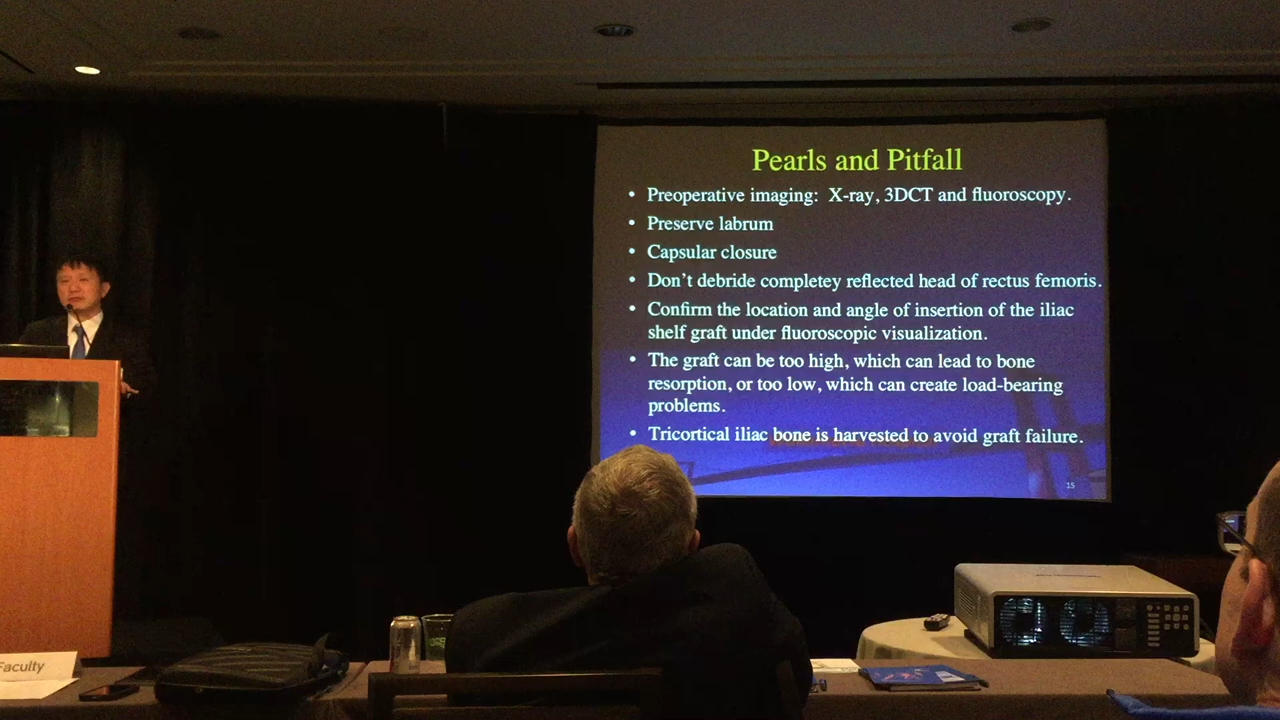 Pearls and Pitfall
• Preoperative imaging: X-ray, 3DCT and fluoroscopy.
• Preserve labrum
• Capsular closure
• Don't debride completey reflected head of rectus femoris.
• Confirm the location and angle of insertion of the iliac
shelf graft under fluoroscopic visualization.
• The graft can be too high, which can lead to bone
resorption, or too low, which can create load-bearing
problems.
• Tricortical iliac bone is harvested to avoid graft failure.
15
Faculty